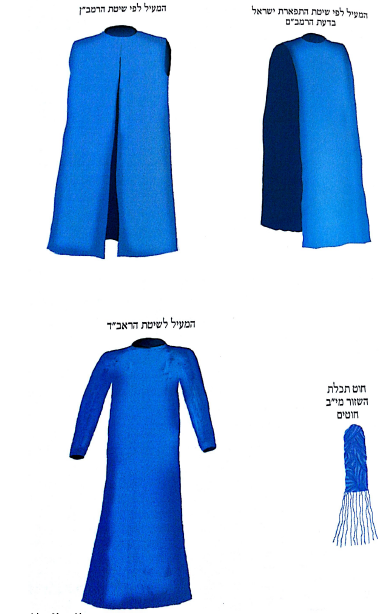 המעיל לפי שיטת התפארת ישראל
בדעת הרמב״ם
המעיל לפי שיטת הרמב״ן
המעיל לשיטת הראב״ד
חוט תכלת
השזור מי״ב
חוטים